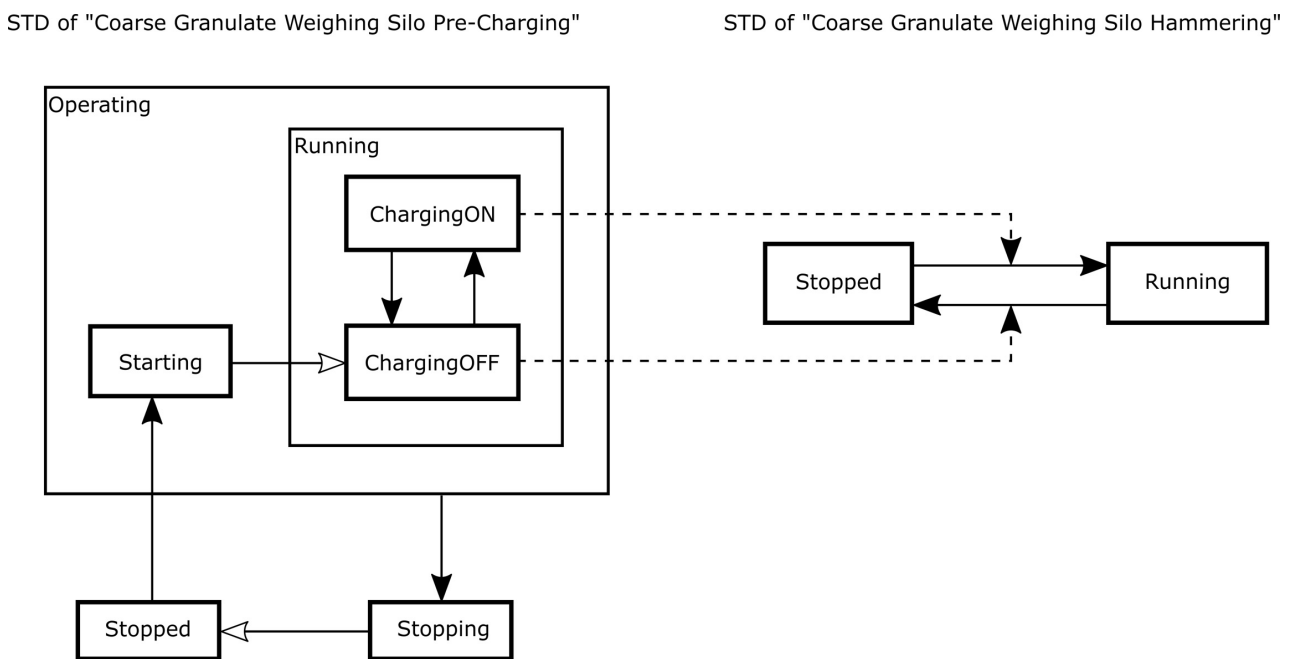 STD of "Coarse Granulate Weighing Silo Pre-Charging"
STD of "Coarse Granulate Weighing Silo Hammering"
Operating
Running
ChargingON
Stopped
Running
Starting
ChargingOFF
Stopped
Stopping